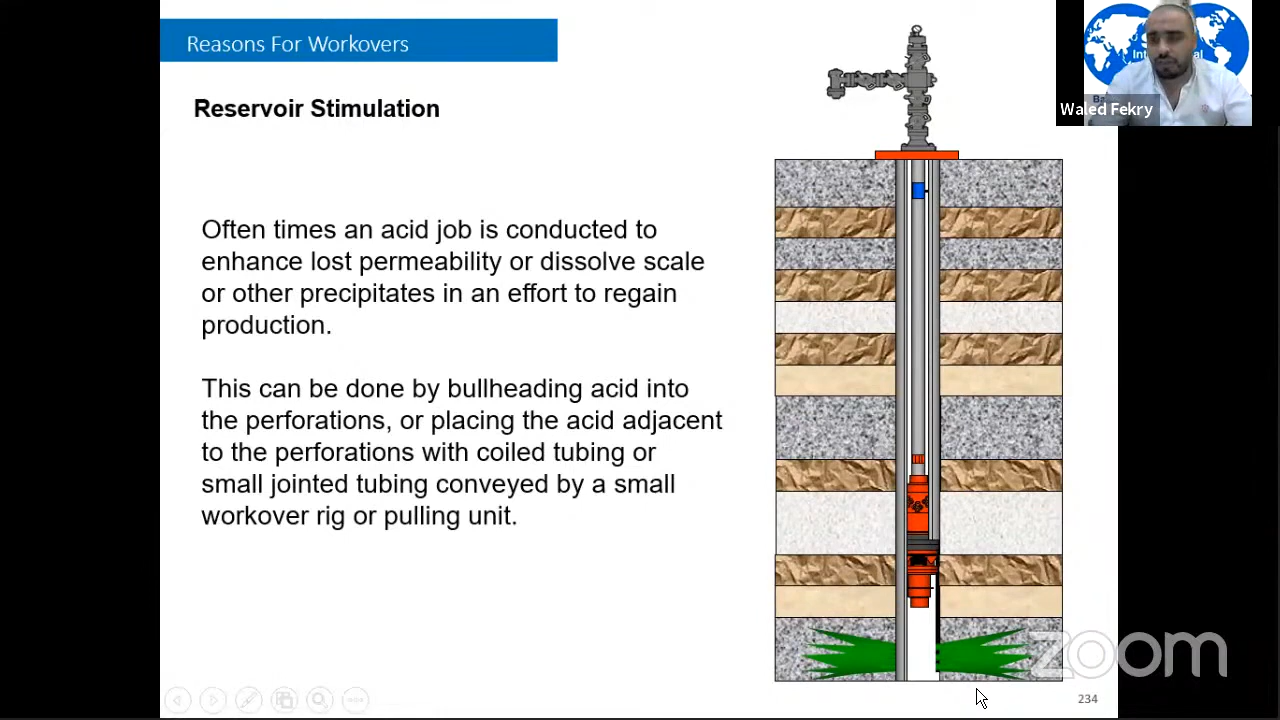 Reasons For Workovers
Reservoir Stimulation
Often times an acid job is conducted to
enhance lost permeability or dissolve scale
or other precipitates in an effort to regain
production.
This can be done by bullheading acid into
the perforations, or placing the acid adjacent
to the perforations with coiled tubing or
small jointed tubing conveyed by a small
workover rig or pulling unit.
Waled Fekry
zoom
234